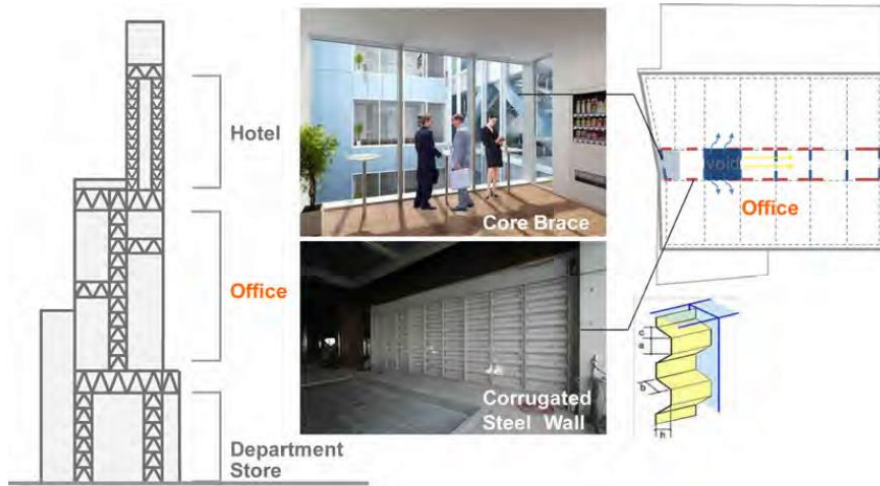 Hotel
Office
Department
Store
Core Brace
Corrugated
Steel Wall
void
Office
c
a
b
h